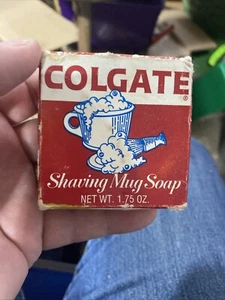 COLGATE®
Shaving Mug Soap
NET WT. 1.75 OZ.